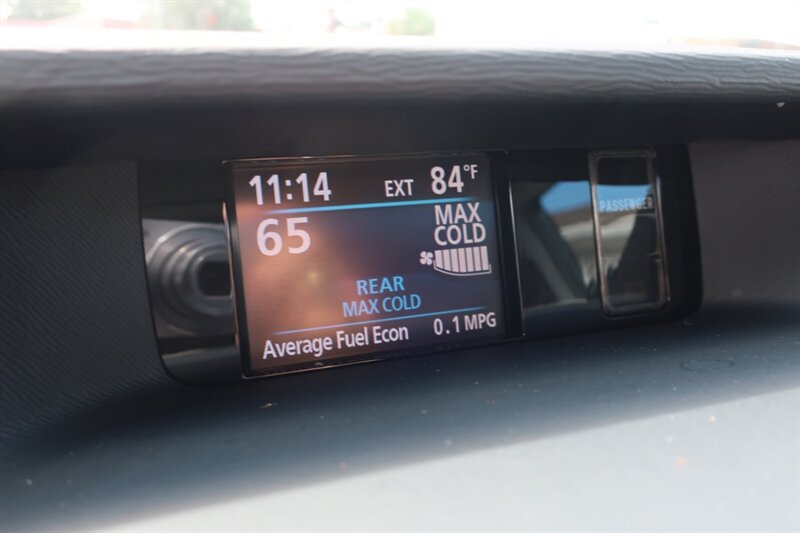 11:14 EXT 84°F
65 MAX
COLD
REAR
MAX COLD
Average Fuel Econ 0.1 MPG
PASSENGER